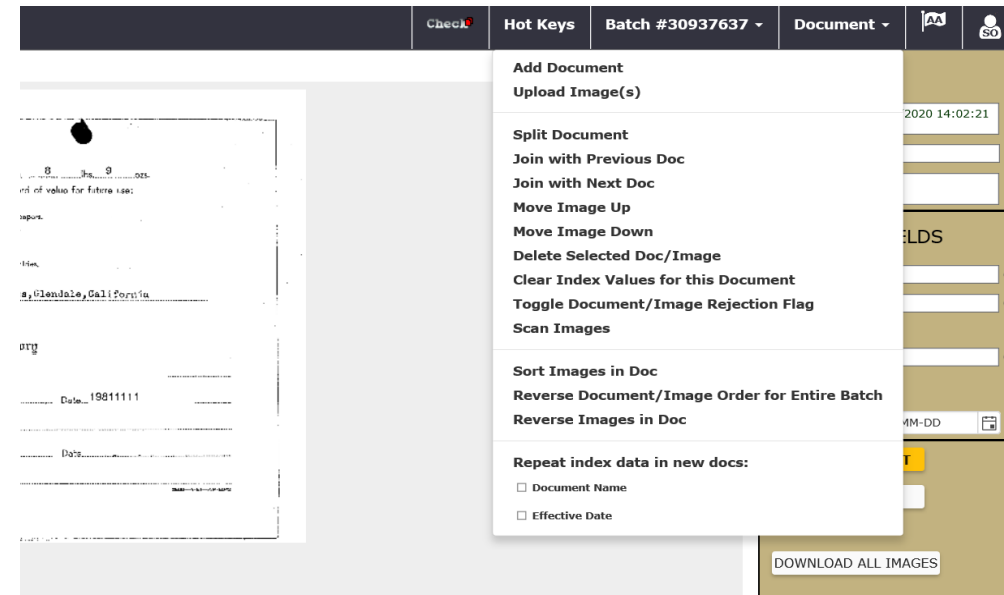 Check
Hot Keys
Batch #30937637
Document
AA
SO
Add Document
Upload Image(s)
Split Document
Join with Previous Doc
Join with Next Doc
Move Image Up
Move Image Down
Delete Selected Doc/Image
Clear Index Values for this Document
Toggle Document/Image Rejection Flag
Scan Images
Sort Images in Doc
Reverse Document/Image Order for Entire Batch
Reverse Images in Doc
Repeat index data in new docs:
Document Name
Effective Date
8 lbs. 9 ozs.
of value for future use:
s, Glendale, California
Date 19811111
Date
2020 14:02:21
ELDS
MM-DD
T
DOWNLOAD ALL IMAGES